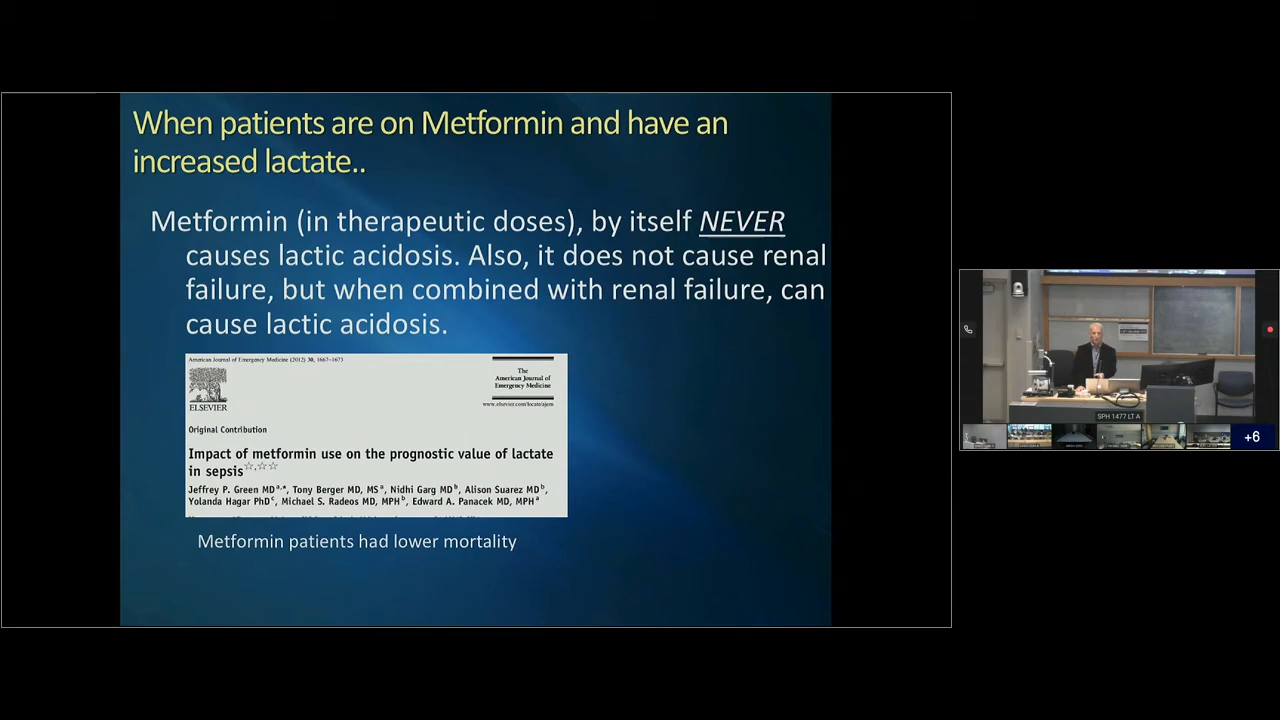 When patients are on Metformin and have an
increased lactate..
Metformin (in therapeutic doses), by itself NEVER
causes lactic acidosis. Also, it does not cause renal
failure, but when combined with renal failure, can
cause lactic acidosis.
American Journal of Emergency Medicine (2012) 30, 1667–1673
The
American Journal of
Emergency Medicine
ELSEVIER
www.elsevier.com/locate/ajem
Original Contribution
Impact of metformin use on the prognostic value of lactate
in sepsis☆,☆☆
Jeffrey P. Green MD a,*, Tony Berger MD, MS a, Nidhi Garg MD b, Alison Suarez MD b,
Yolanda Hagar PhD c, Michael S. Radeos MD, MPH b, Edward A. Panacek MD, MPH a
Metformin patients had lower mortality
SPH 1477 LT A
+6